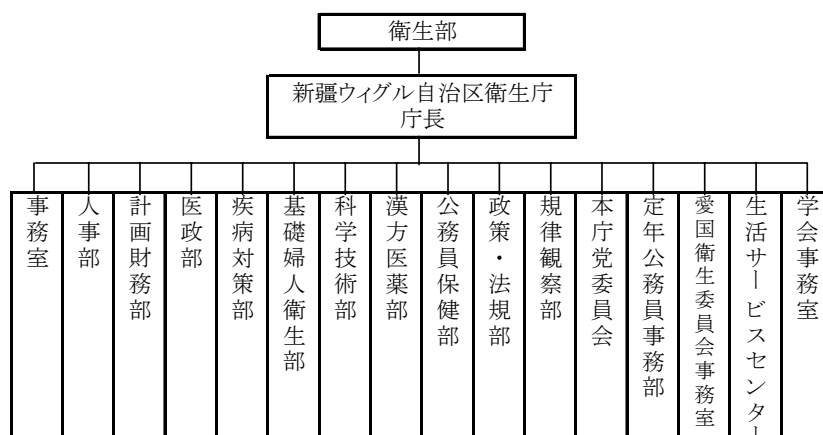 衛生部
新疆ウィグル自治区衛生庁
庁長
事務室
人事部
計画財務部
医政部
疾病対策部
基礎婦人衛生部
科学技術部
漢方医薬部
公務員保健部
政策・法規部
規律観察部
本庁党委員会
定年公務員事務部
愛国衛生委員会事務室
生活サービスセンター
学会事務室